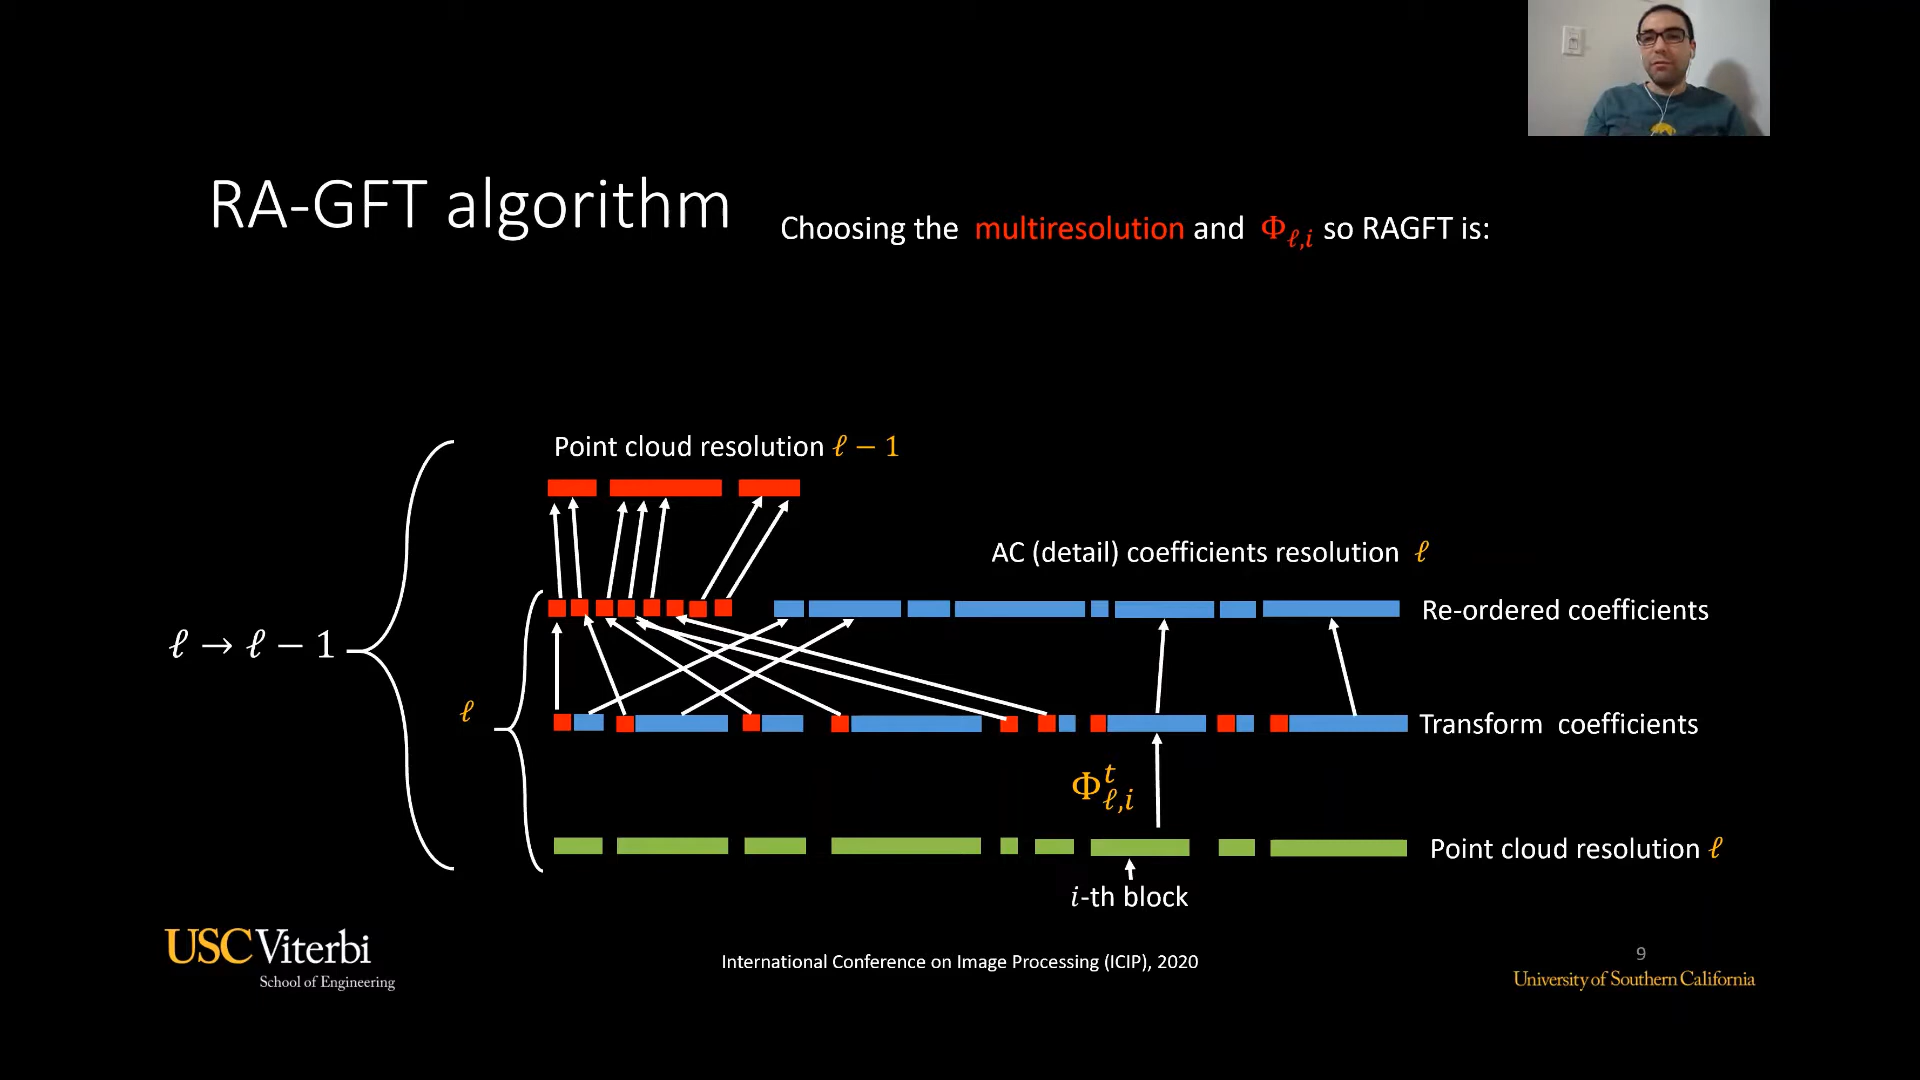 RA-GFT algorithm
Choosing the multiresolution and Φℓ,i so RAGFT is:
Point cloud resolution ℓ − 1
AC (detail) coefficients resolution ℓ
Re-ordered coefficients
ℓ → ℓ − 1
ℓ
Transform coefficients
Φᵗℓ,i
Point cloud resolution ℓ
i-th block
USC Viterbi
School of Engineering
International Conference on Image Processing (ICIP), 2020
9
University of Southern California